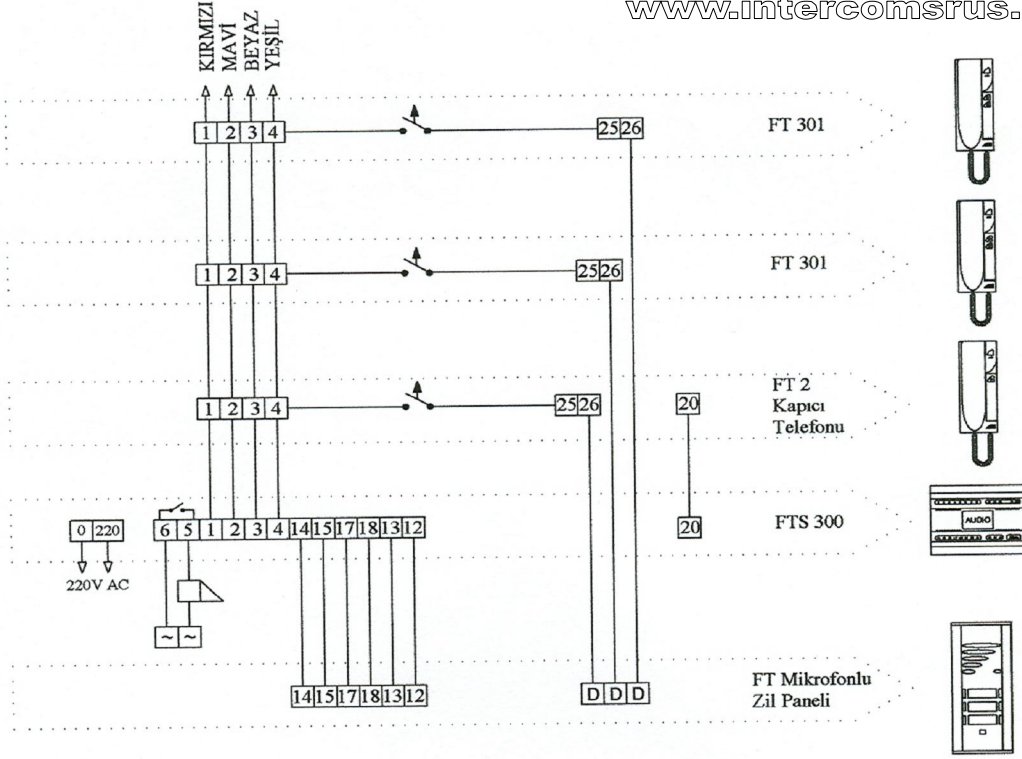 www.intercomsrus.
KIRMIZI
MAVİ
BEYAZ
YEŞİL
1 2 3 4
25 26
FT 301
1 2 3 4
25 26
FT 301
1 2 3 4
25 26
20
FT 2
Kapıcı
Telefonu
0 220
6 5 1 2 3 4 14 15 17 18 13 12
20
FTS 300
AUDIO
220V AC
~ ~
14 15 17 18 13 12
D D D
FT Mikrofonlu
Zil Paneli